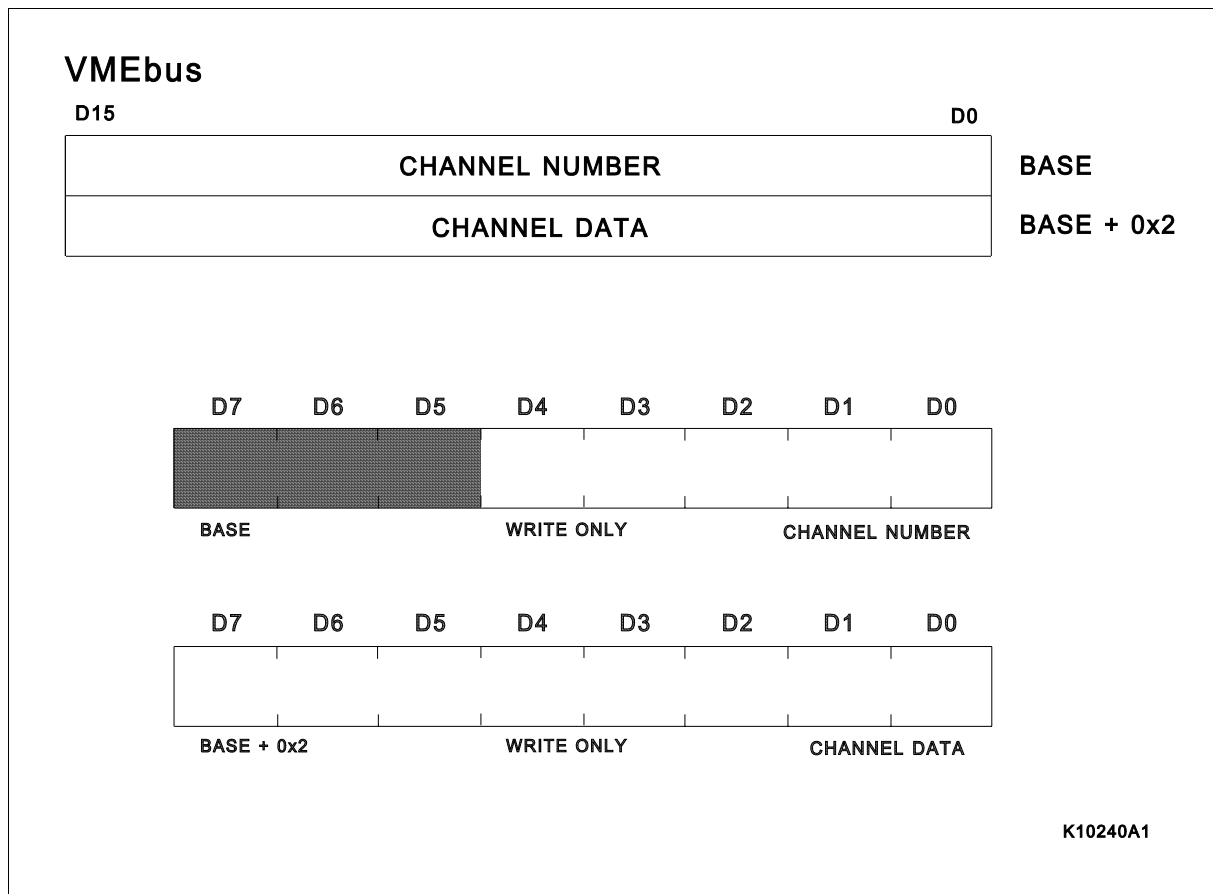 VMEbus
D15 D0
CHANNEL NUMBER BASE
CHANNEL DATA BASE + 0x2
D7 D6 D5 D4 D3 D2 D1 D0
BASE WRITE ONLY CHANNEL NUMBER
D7 D6 D5 D4 D3 D2 D1 D0
BASE + 0x2 WRITE ONLY CHANNEL DATA
K10240A1